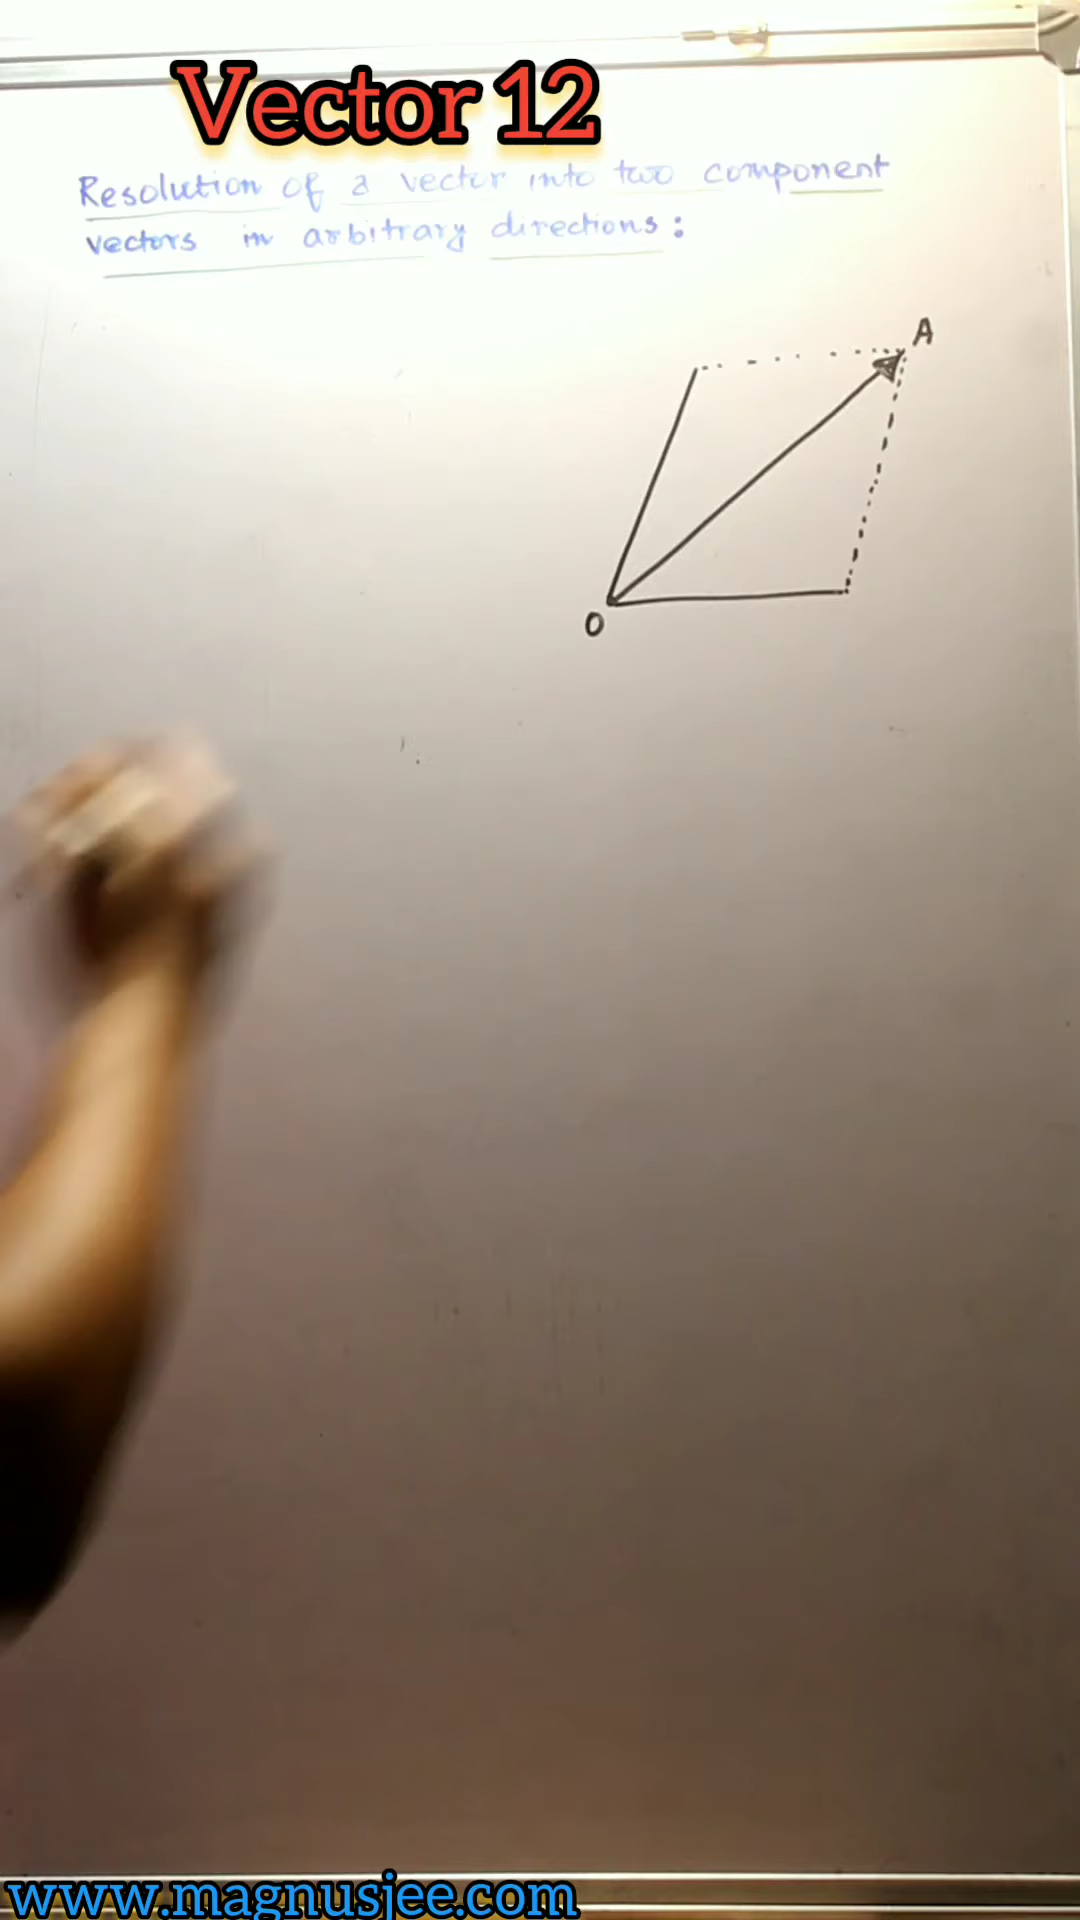 Vector 12
Resolution of a vector into two component
vectors in arbitrary directions:
A
O
www.magnusjee.com